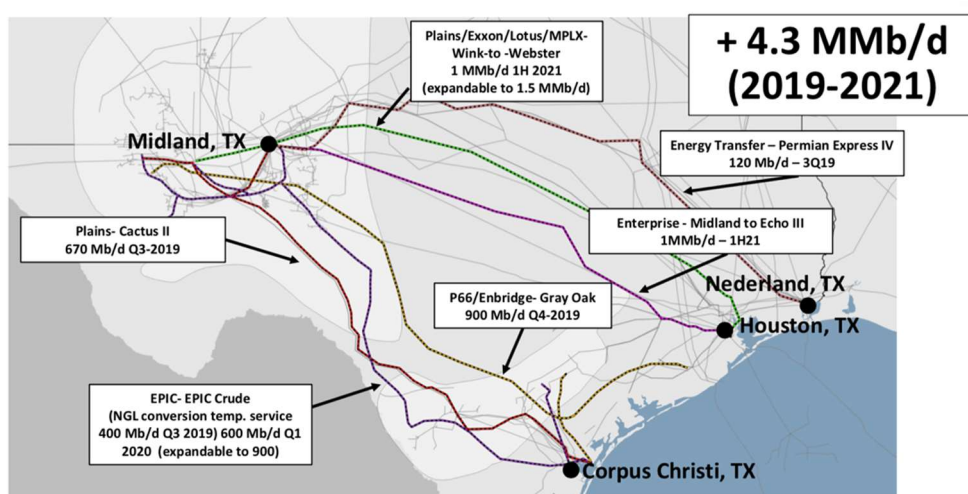 Plains/Exxon/Lotus/MPLX-
Wink-to -Webster
1 MMb/d 1H 2021
(expandable to 1.5 MMb/d)
+ 4.3 MMb/d
(2019-2021)
Midland, TX
Energy Transfer – Permian Express IV
120 Mb/d – 3Q19
Plains- Cactus II
670 Mb/d Q3-2019
Enterprise - Midland to Echo III
1MMb/d – 1H21
Nederland, TX
P66/Enbridge- Gray Oak
900 Mb/d Q4-2019
Houston, TX
EPIC- EPIC Crude
(NGL conversion temp. service
400 Mb/d Q3 2019) 600 Mb/d Q1
2020 (expandable to 900)
Corpus Christi, TX